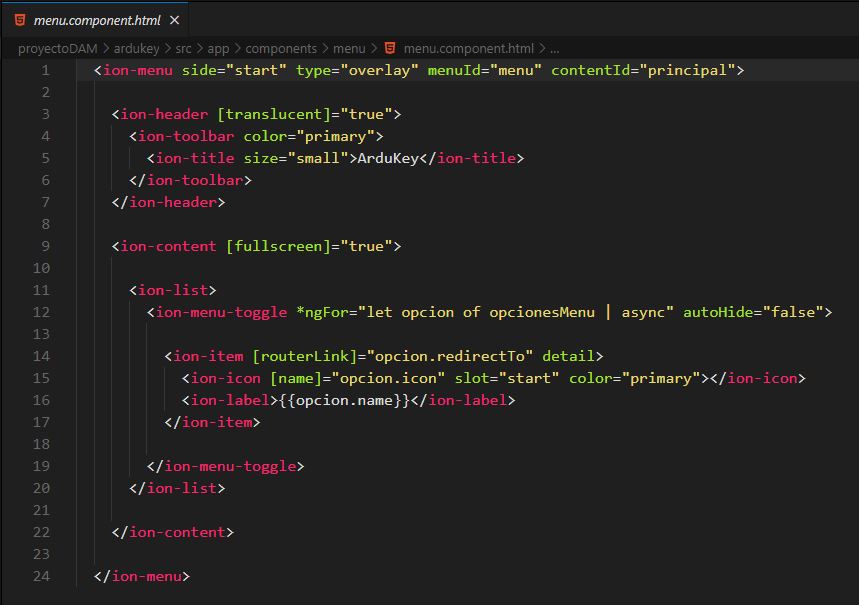 menu.component.html ×
proyectoDAM > ardukey > src > app > components > menu > menu.component.html > ...
1 <ion-menu side="start" type="overlay" menuId="menu" contentId="principal">
2
3 <ion-header [translucent]="true">
4 <ion-toolbar color="primary">
5 <ion-title size="small">ArduKey</ion-title>
6 </ion-toolbar>
7 </ion-header>
8
9 <ion-content [fullscreen]="true">
10
11 <ion-list>
12 <ion-menu-toggle *ngFor="let opcion of opcionesMenu | async" autoHide="false">
13
14 <ion-item [routerLink]="opcion.redirectTo" detail>
15 <ion-icon [name]="opcion.icon" slot="start" color="primary"></ion-icon>
16 <ion-label>{{opcion.name}}</ion-label>
17 </ion-item>
18
19 </ion-menu-toggle>
20 </ion-list>
21
22 </ion-content>
23
24 </ion-menu>